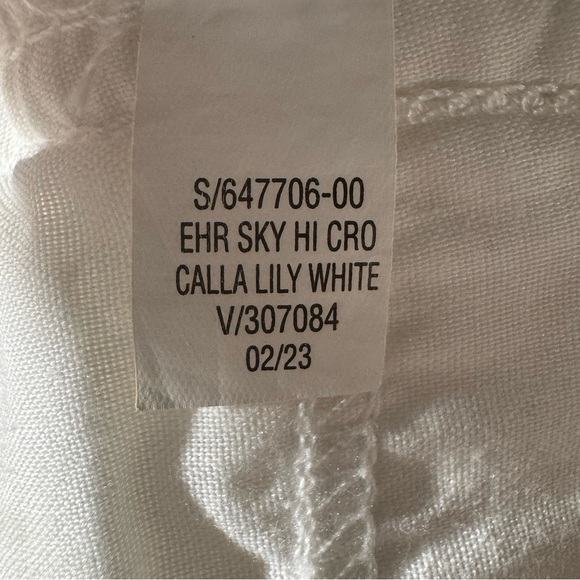 S/647706-00
EHR SKY HI CRO
CALLA LILY WHITE
V/307084
02/23